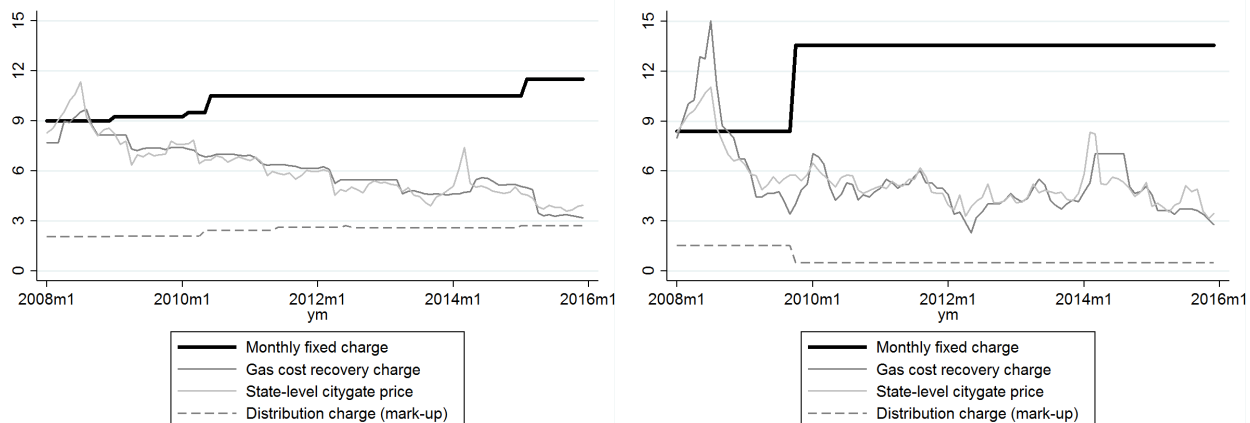 15
12
9
6
3
0
2008m1 2010m1 2012m1 2014m1 2016m1
ym
Monthly fixed charge
Gas cost recovery charge
State-level citygate price
Distribution charge (mark-up)
15
12
9
6
3
0
2008m1 2010m1 2012m1 2014m1 2016m1
ym
Monthly fixed charge
Gas cost recovery charge
State-level citygate price
Distribution charge (mark-up)